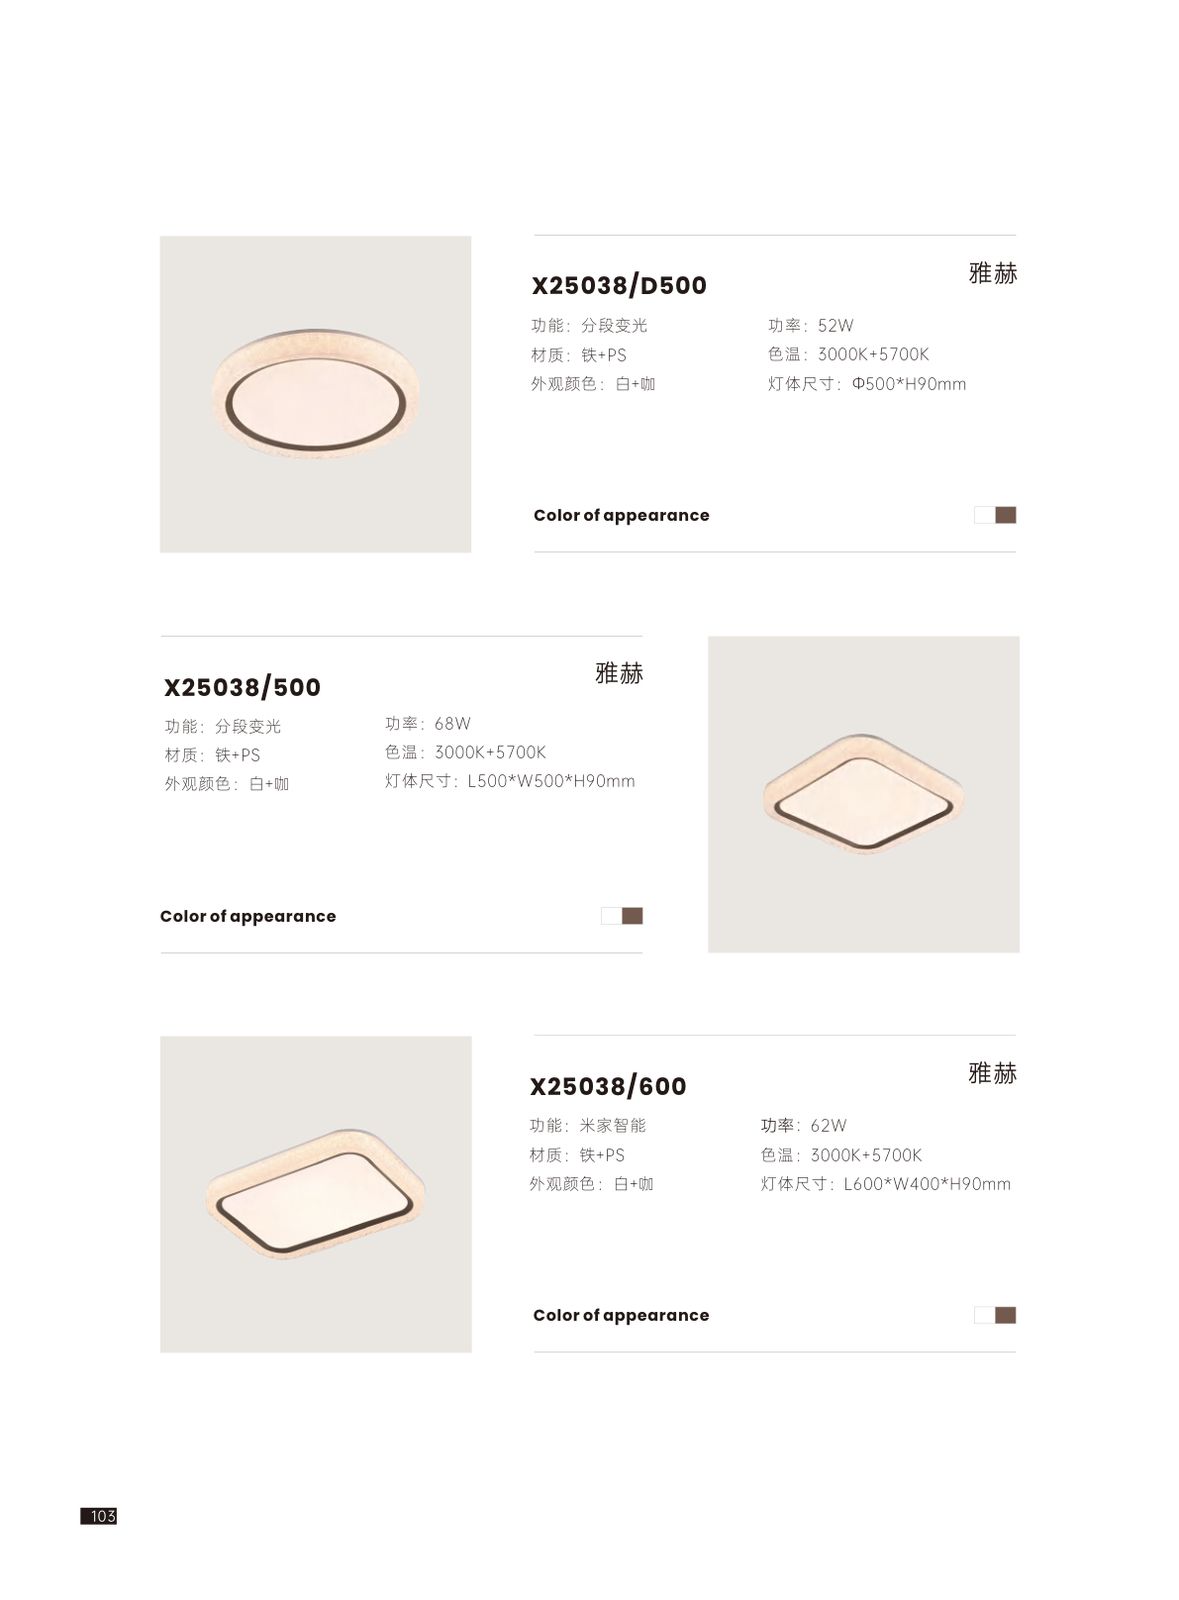 雅赫
X25038/D500
功能：分段变光
功率：52W
材质：铁+PS
色温：3000K+5700K
外观颜色：白+咖
灯体尺寸：Φ500*H90mm
Color of appearance
雅赫
X25038/500
功能：分段变光
功率：68W
材质：铁+PS
色温：3000K+5700K
外观颜色：白+咖
灯体尺寸：L500*W500*H90mm
Color of appearance
雅赫
X25038/600
功能：米家智能
功率：62W
材质：铁+PS
色温：3000K+5700K
外观颜色：白+咖
灯体尺寸：L600*W400*H90mm
Color of appearance
103